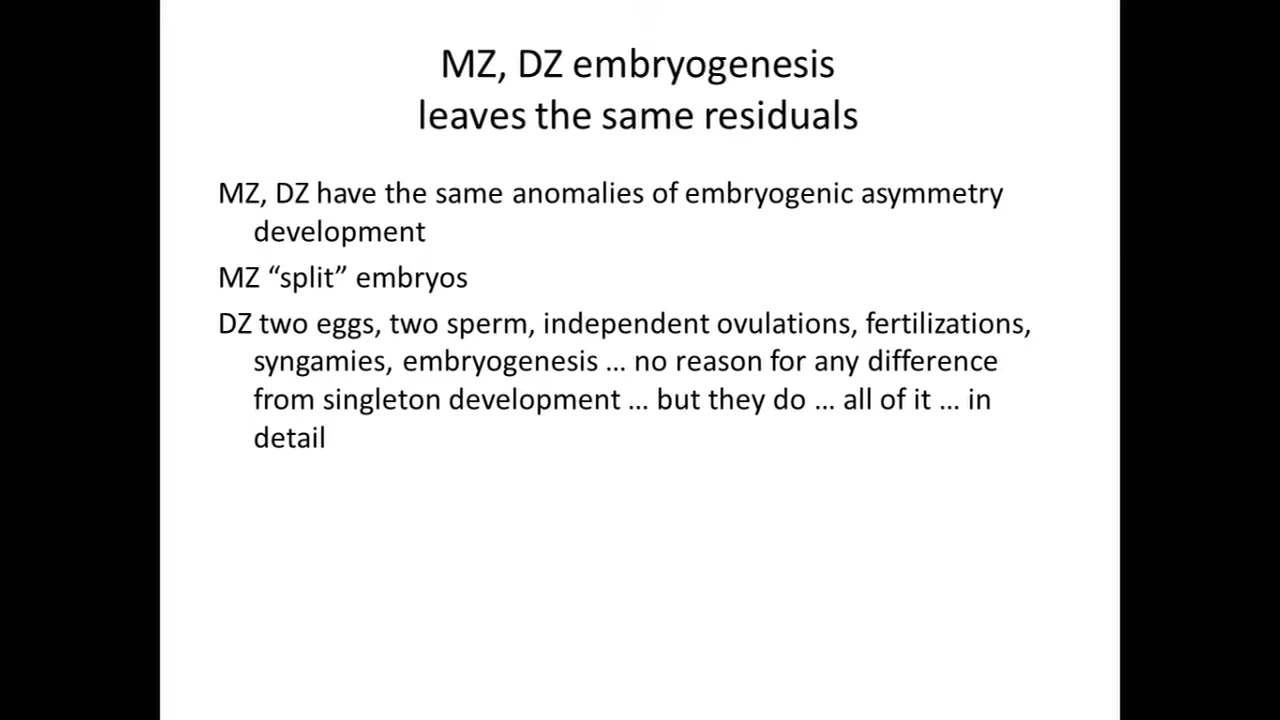 MZ, DZ embryogenesis
leaves the same residuals
MZ, DZ have the same anomalies of embryogenic asymmetry
development
MZ “split” embryos
DZ two eggs, two sperm, independent ovulations, fertilizations,
syngamies, embryogenesis … no reason for any difference
from singleton development … but they do … all of it … in
detail